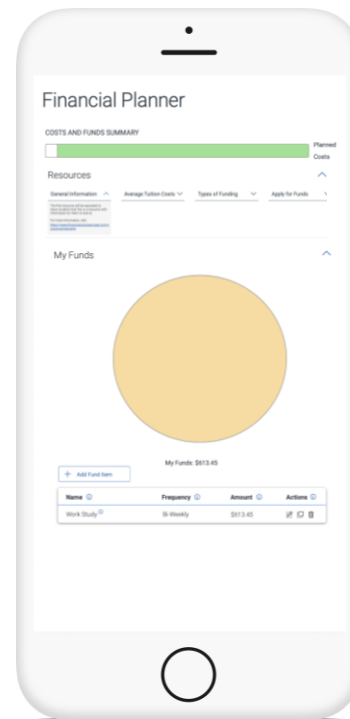 Financial Planner
COSTS AND FUNDS SUMMARY
Planned
Costs
Resources
General Information
Average Tuition Costs
Types of Funding
Apply for Funds
My Funds
My Funds: $613.45
+ Add Fund Item
Name
Frequency
Amount
Actions
Work Study
Bi-Weekly
$613.45